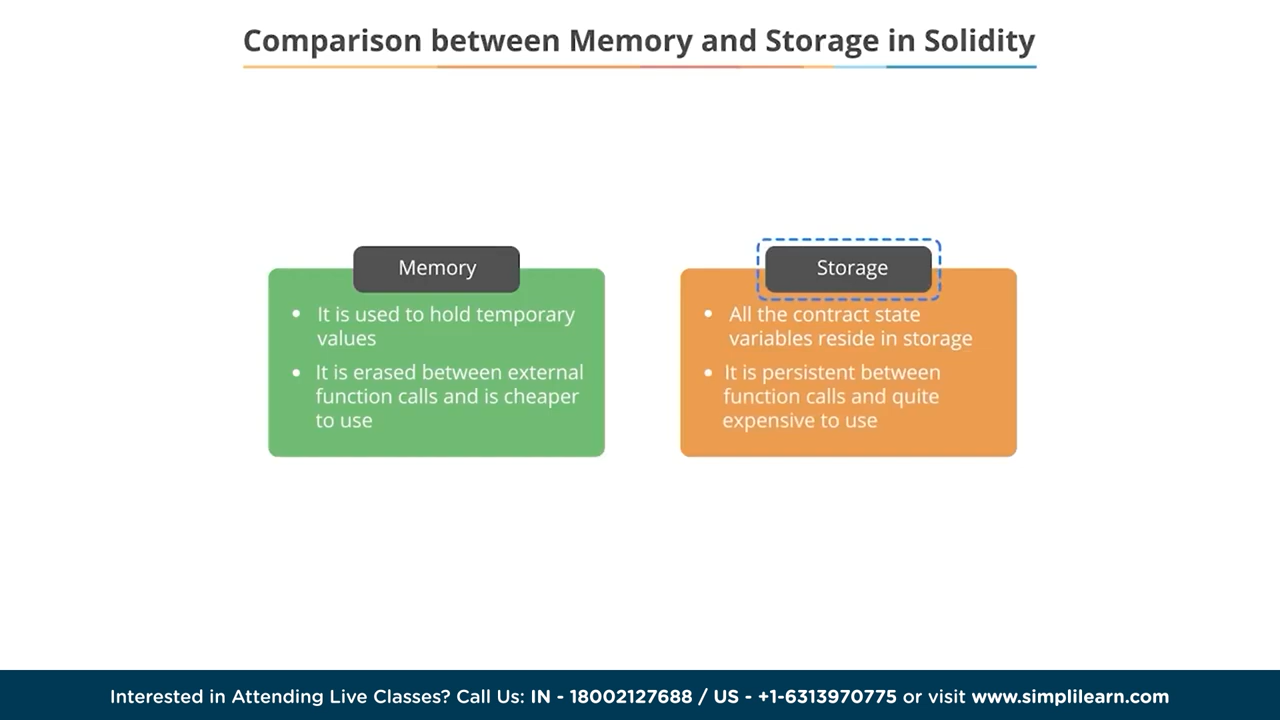 Comparison between Memory and Storage in Solidity
Memory
• It is used to hold temporary
values
• It is erased between external
function calls and is cheaper
to use
Storage
• All the contract state
variables reside in storage
• It is persistent between
function calls and quite
expensive to use
Interested in Attending Live Classes? Call Us: IN - 18002127688 / US - +1-6313970775 or visit www.simplilearn.com